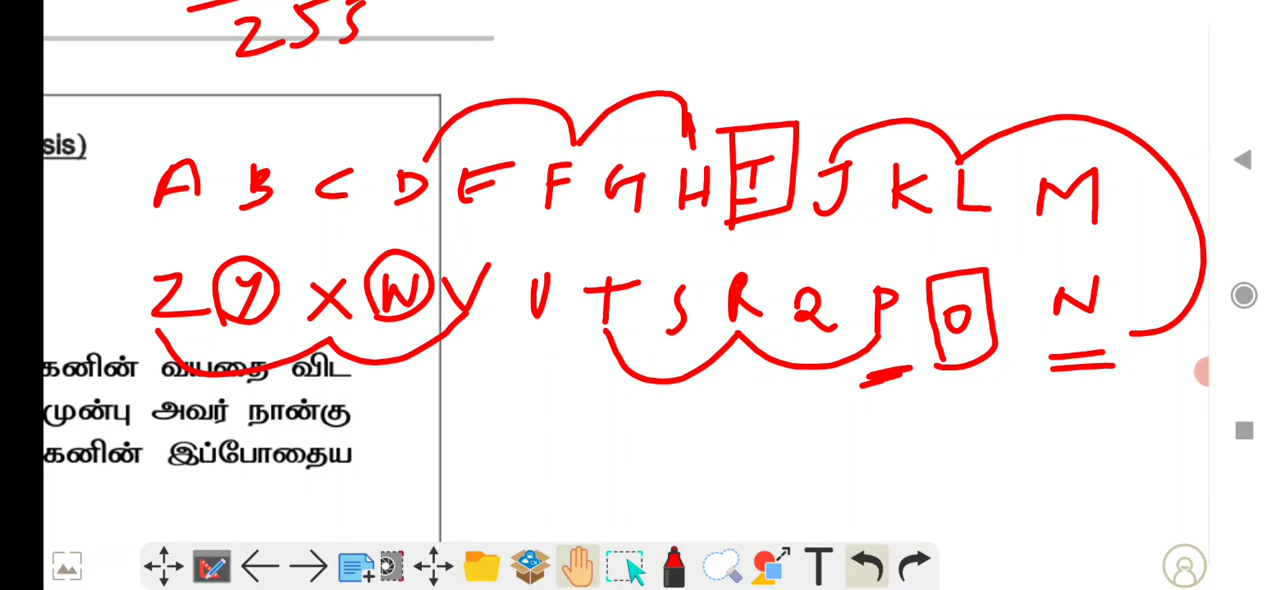 255
sis)
A B C D E F G H I J K L M
Z Y X W V U T S R Q P O N
கனின் வயதை விட
முன்பு அவர் நான்கு
கனின் இப்போதைய
T